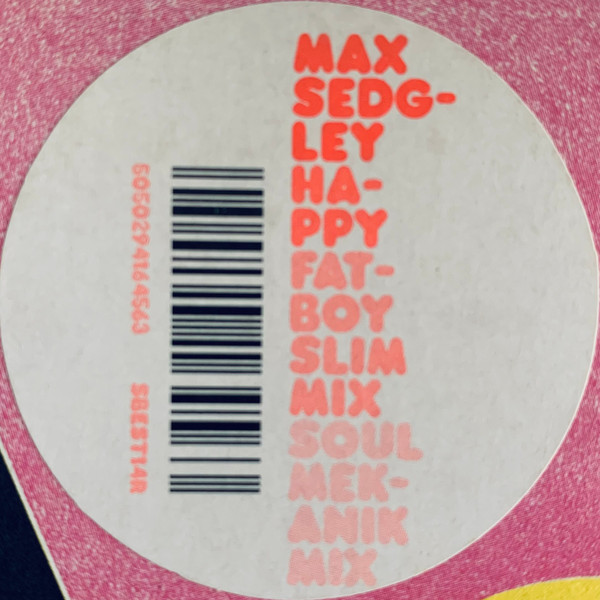 MAX
SEDG-
LEY
HA-
PPY
FAT-
BOY
SLIM
MIX
SOUL
MEK-
ANIK
MIX
5050294164563
SBEST14R